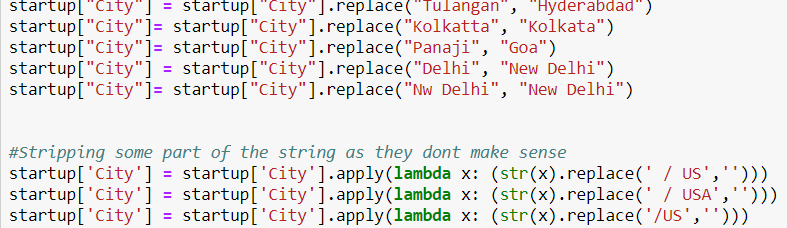 startup["City"] = startup["City"].replace("Tulangan", "Hyderabdad")
startup["City"]= startup["City"].replace("Kolkatta", "Kolkata")
startup["City"]= startup["City"].replace("Panaji", "Goa")
startup["City"] = startup["City"].replace("Delhi", "New Delhi")
startup["City"]= startup["City"].replace("Nw Delhi", "New Delhi")
#Stripping some part of the string as they dont make sense
startup['City'] = startup['City'].apply(lambda x: (str(x).replace(' / US','')))
startup['City'] = startup['City'].apply(lambda x: (str(x).replace(' / USA','')))
startup['City'] = startup['City'].apply(lambda x: (str(x).replace('/US','')))